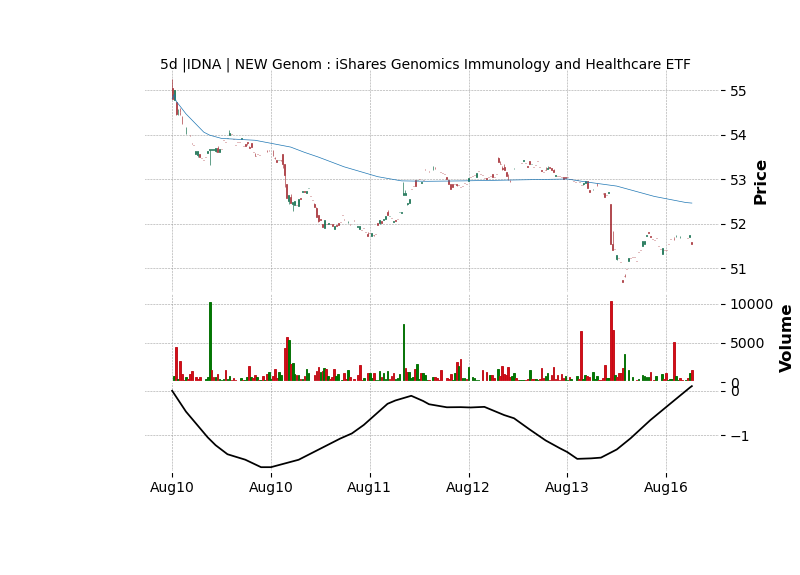 5d |IDNA | NEW Genom : iShares Genomics Immunology and Healthcare ETF
55
54
53
52
51
Price
10000
5000
0
Volume
0
−1
Aug10 Aug10 Aug11 Aug12 Aug13 Aug16